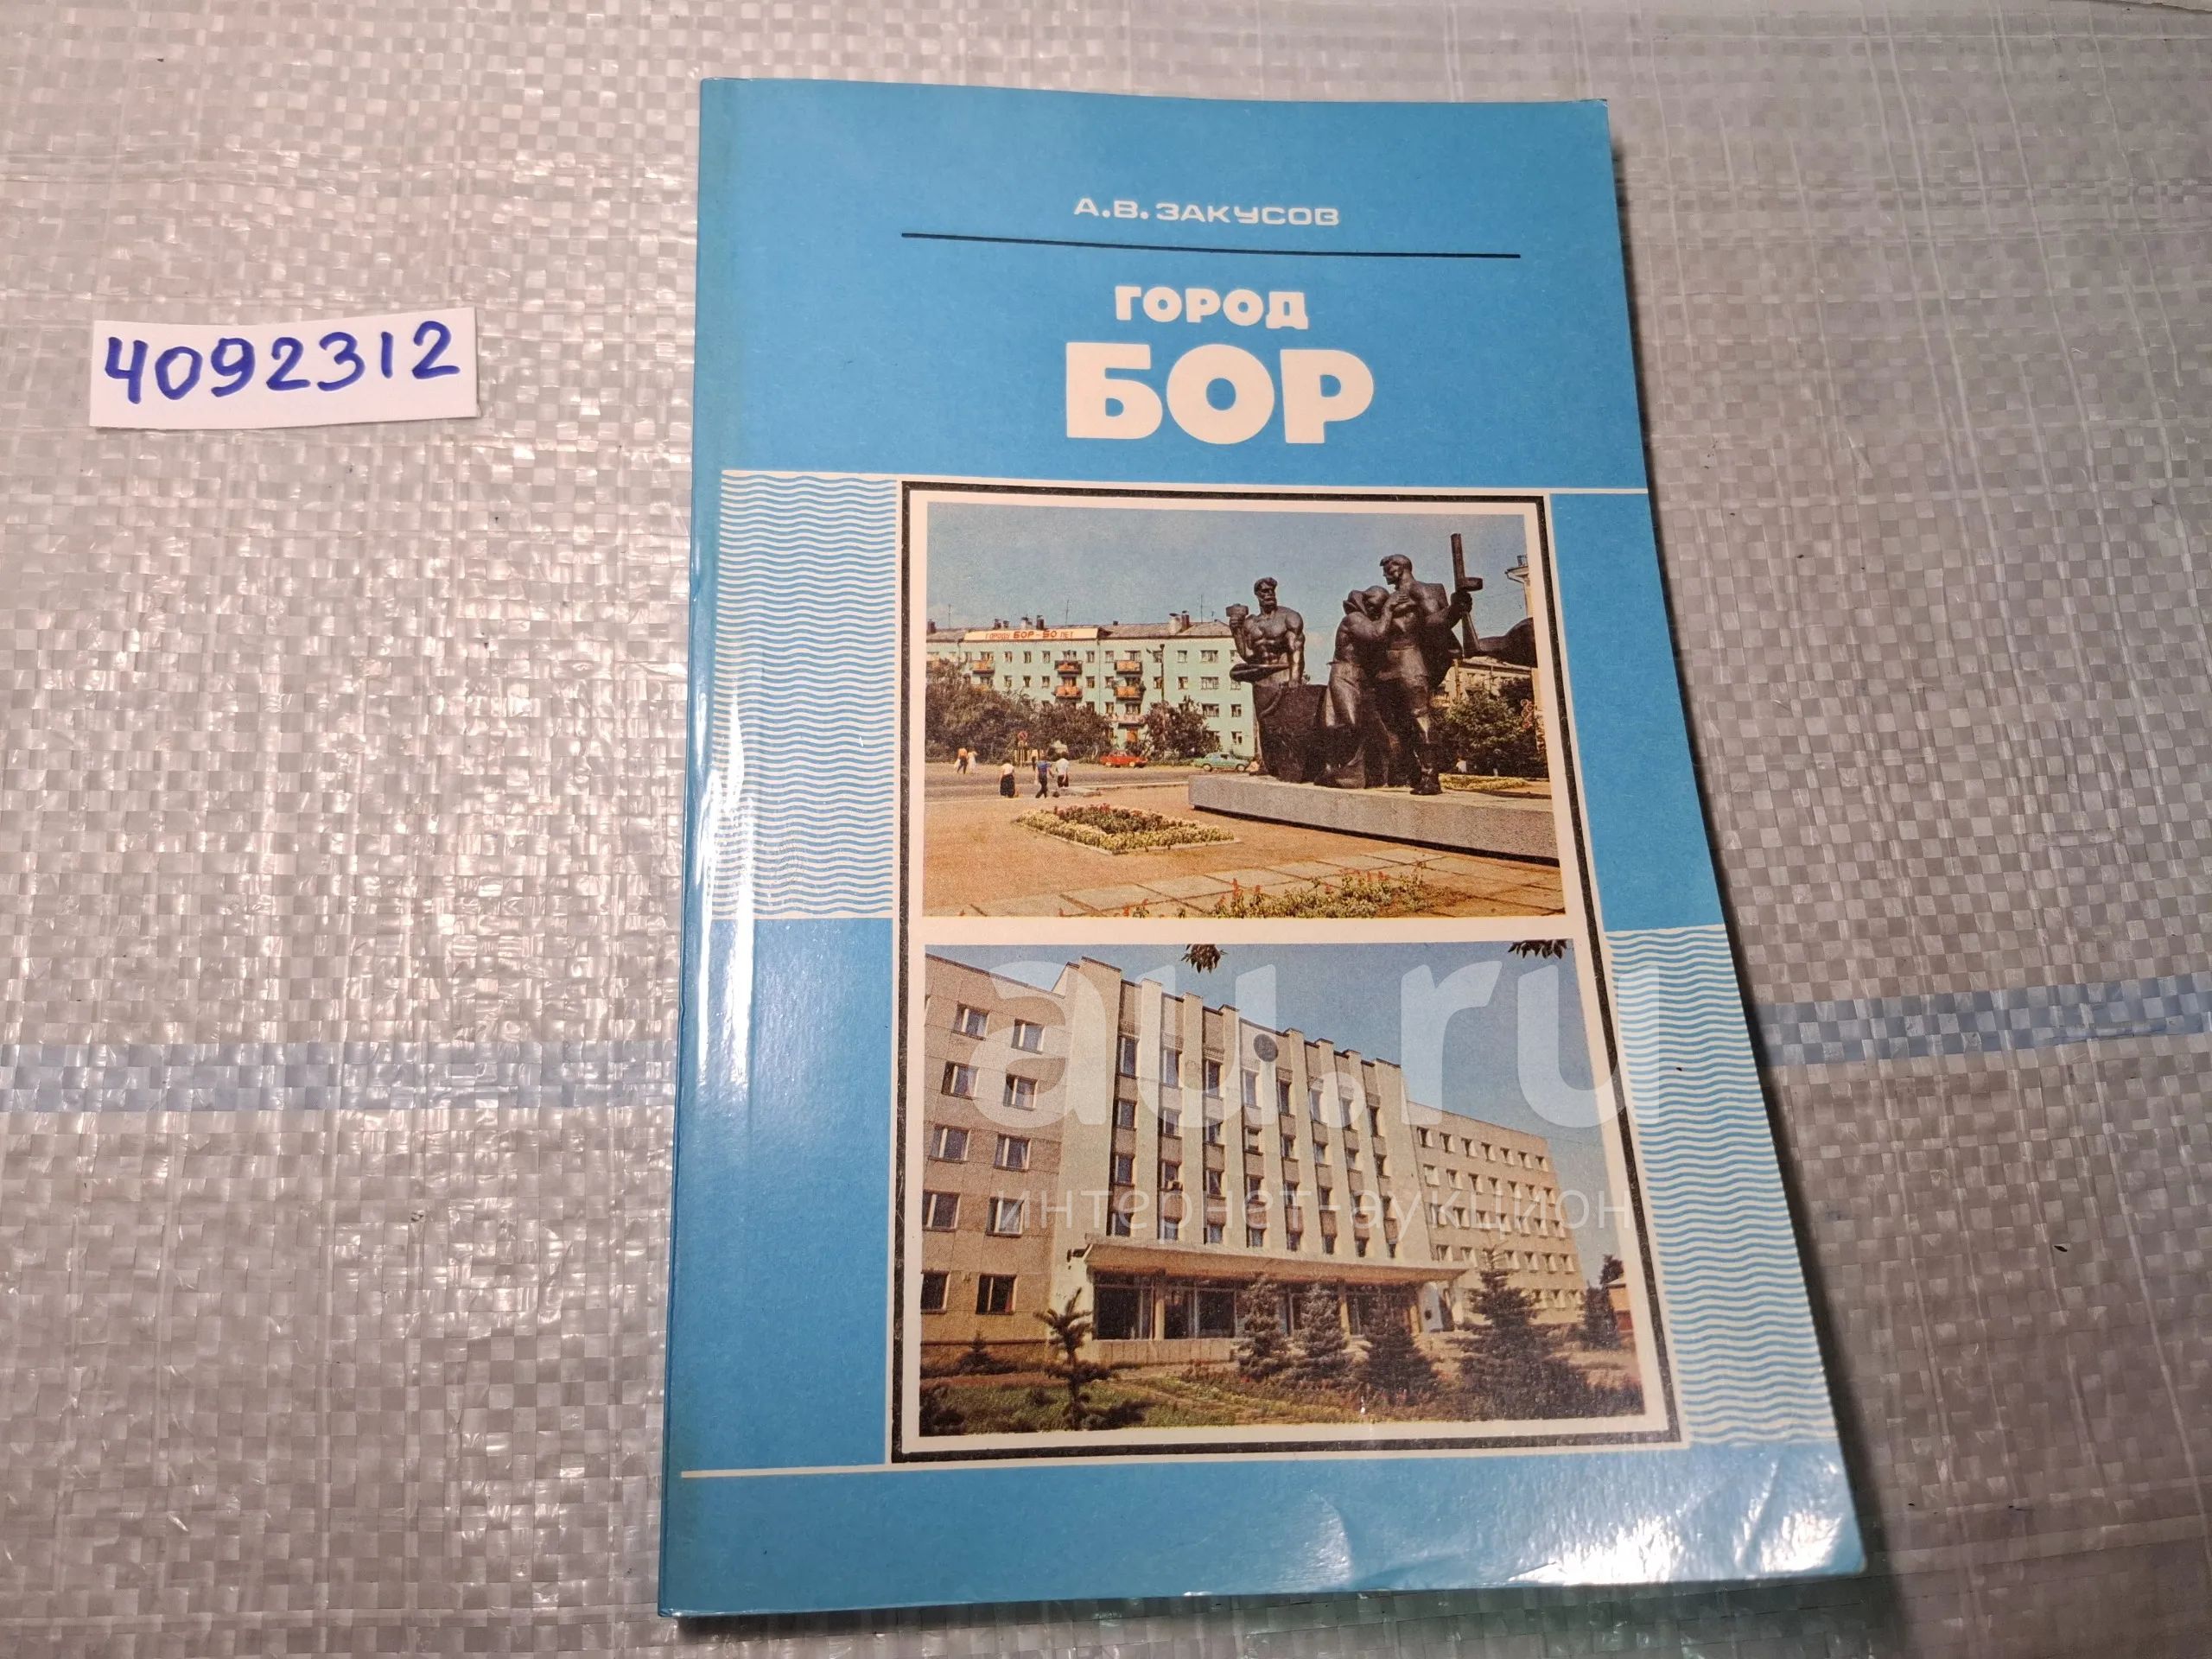 4092312
А.В. ЗАКУСОВ
ГОРОД
БОР
ГОРОДУ БОР - 50 ЛЕТ
au.ru
интернет-аукцион